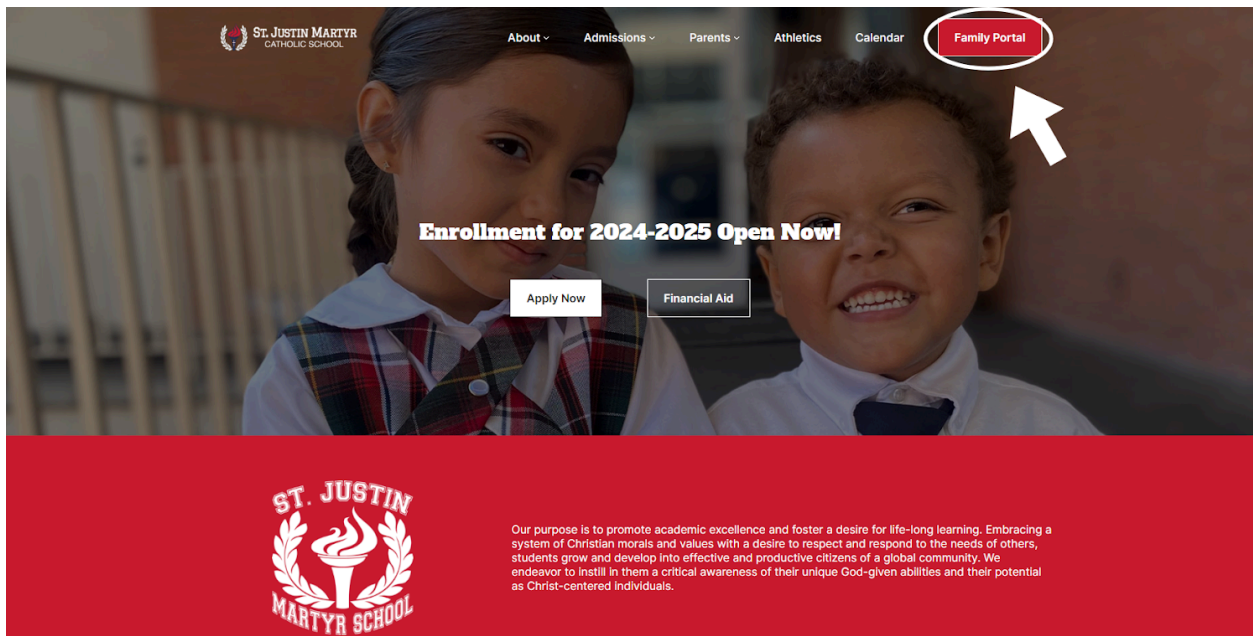 St. Justin Martyr
CATHOLIC SCHOOL
About
Admissions
Parents
Athletics
Calendar
Family Portal
Enrollment for 2024-2025 Open Now!
Apply Now
Financial Aid
ST. JUSTIN
MARTYR SCHOOL
Our purpose is to promote academic excellence and foster a desire for life-long learning. Embracing a
system of Christian morals and values with a desire to respect and respond to the needs of others,
students grow and develop into effective and productive citizens of a global community. We
endeavor to instill in them a critical awareness of their unique God-given abilities and their potential
as Christ-centered individuals.